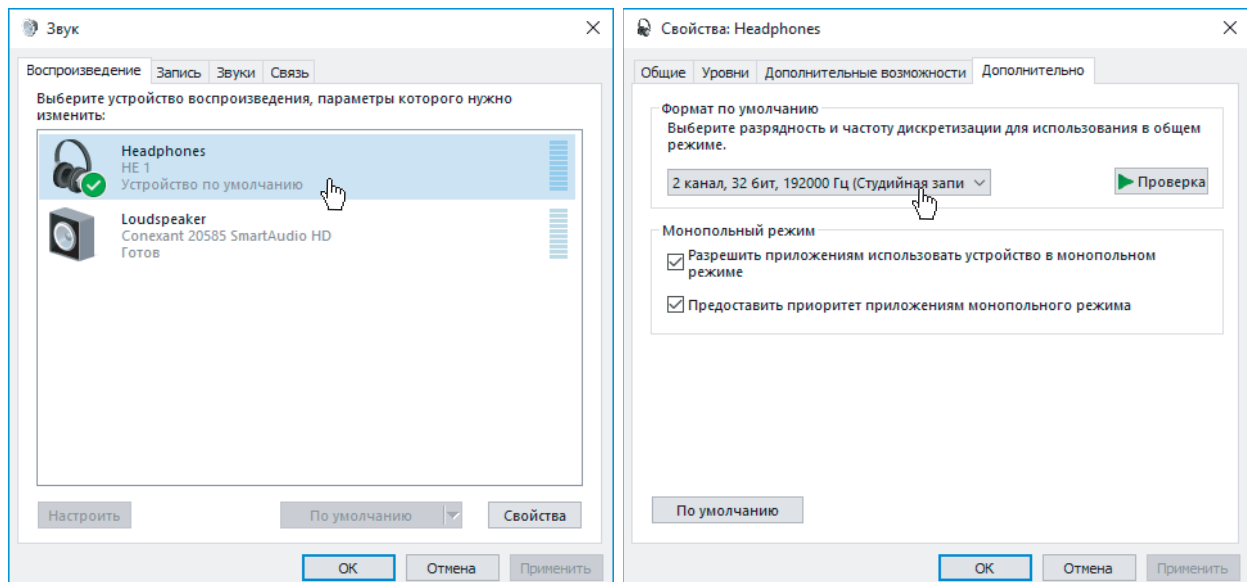 Звук
Воспроизведение Запись Звуки Связь
Выберите устройство воспроизведения, параметры которого нужно
изменить:
Headphones
HE 1
Устройство по умолчанию
Loudspeaker
Conexant 20585 SmartAudio HD
Готов
Настроить По умолчанию Свойства
ОК Отмена Применить
Свойства: Headphones
Общие Уровни Дополнительные возможности Дополнительно
Формат по умолчанию
Выберите разрядность и частоту дискретизации для использования в общем
режиме.
2 канал, 32 бит, 192000 Гц (Студийная запи Проверка
Монопольный режим
Разрешить приложениям использовать устройство в монопольном
режиме
Предоставить приоритет приложениям монопольного режима
По умолчанию
ОК Отмена Применить